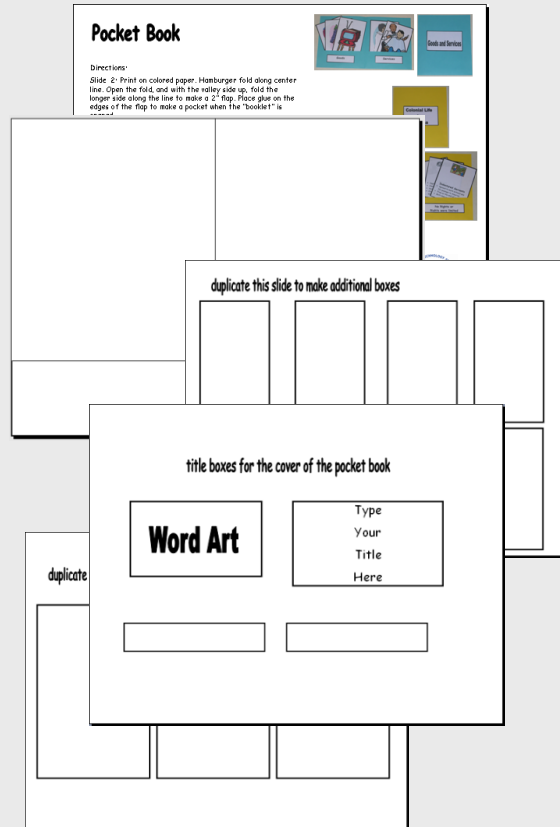 Pocket Book
Goods and Services
Goods
Services
Directions:
Slide 2: Print on colored paper. Hamburger fold along center
line. Open the fold, and with the valley side up, fold the
longer side along the line to make a 2" flap. Place glue on the
edges of the flap to make a pocket when the "booklet" is
Colonial Life
duplicate this slide to make additional boxes
title boxes for the cover of the pocket book
Word Art
Type
Your
Title
Here
duplicate